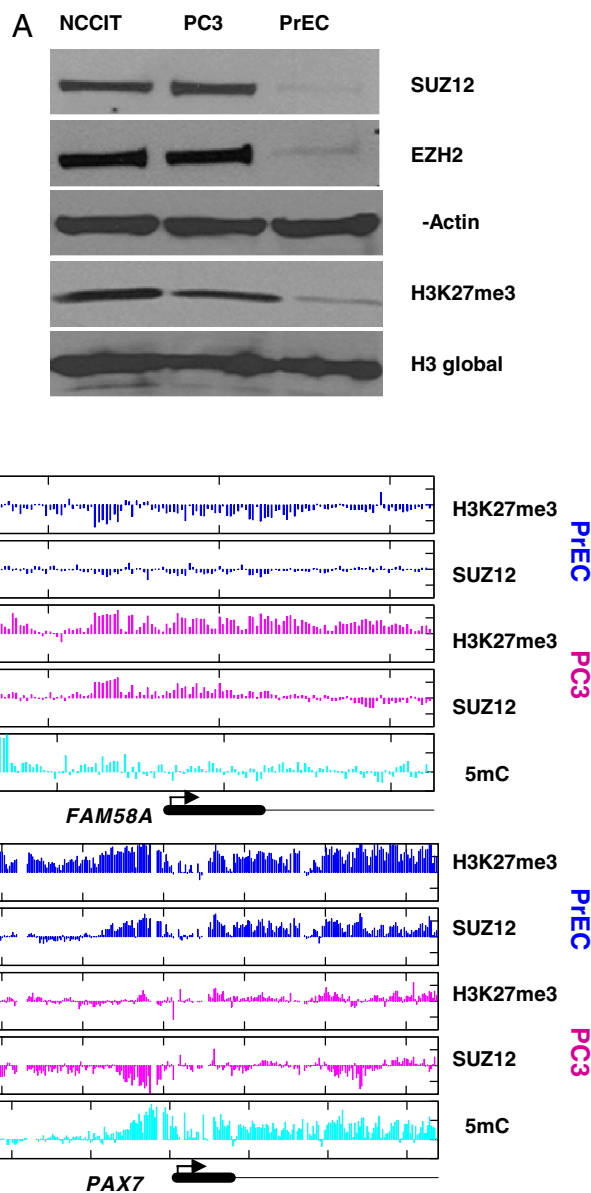 A NCCIT PC3 PrEC
SUZ12
EZH2
-Actin
H3K27me3
H3 global
H3K27me3
SUZ12
PrEC
H3K27me3
SUZ12
PC3
5mC
FAM58A
H3K27me3
SUZ12
PrEC
H3K27me3
SUZ12
PC3
5mC
PAX7